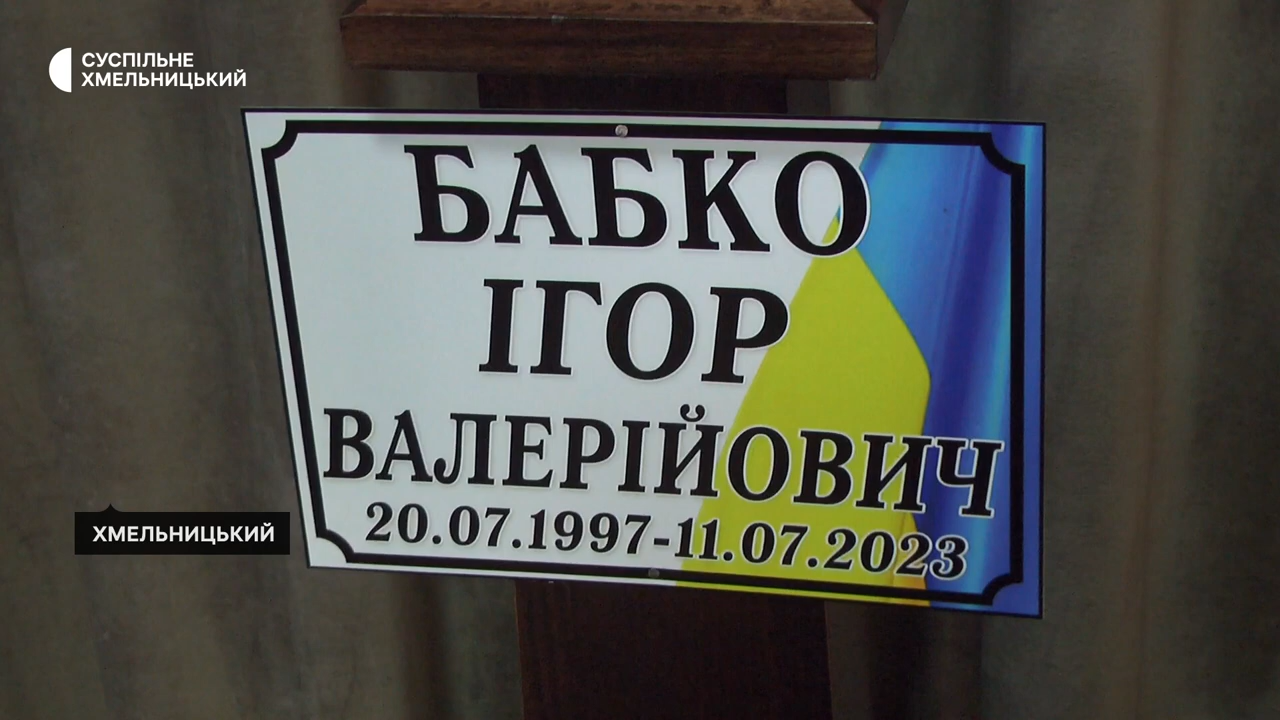 СУСПІЛЬНЕ
ХМЕЛЬНИЦЬКИЙ
БАБКО
ІГОР
ВАЛЕРІЙОВИЧ
20.07.1997-11.07.2023
ХМЕЛЬНИЦЬКИЙ